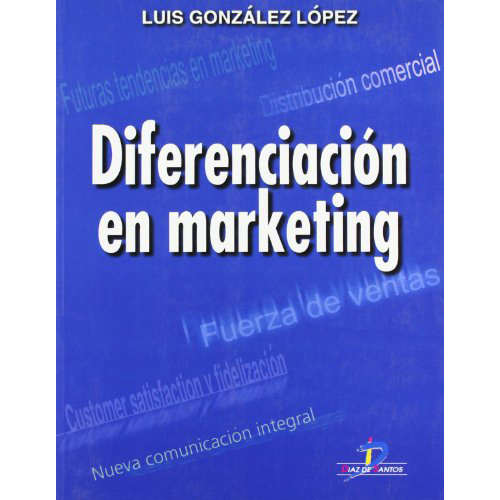 LUIS GONZÁLEZ LÓPEZ
Futuras tendencias en marketing
Distribución comercial
Diferenciación
en marketing
Fuerza de ventas
Customer satisfaction y fidelización
Nueva comunicación integral
DIAZ DE SANTOS